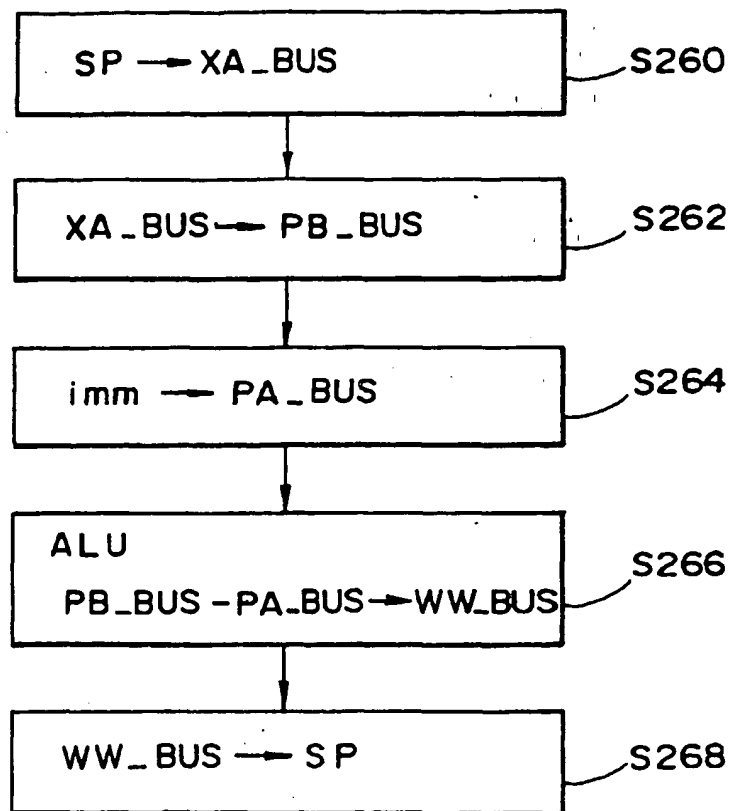 SP → XA_BUS
S260
XA_BUS → PB_BUS
S262
imm → PA_BUS
S264
ALU
PB_BUS - PA_BUS → WW_BUS
S266
WW_BUS → SP
S268